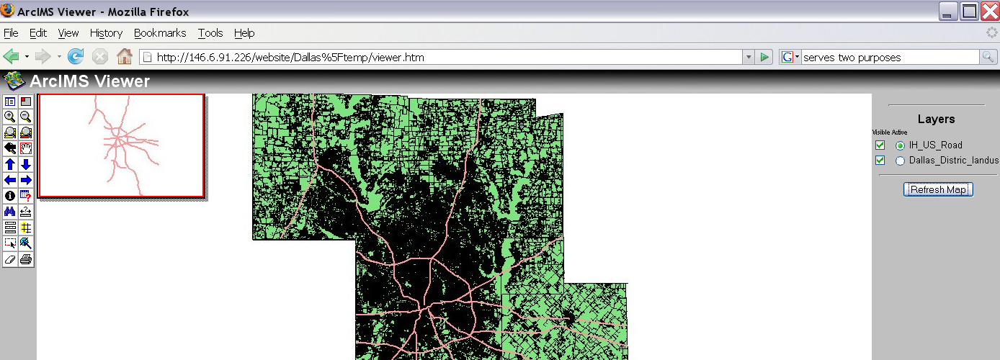 ArcIMS Viewer - Mozilla Firefox
File Edit View History Bookmarks Tools Help
http://146.6.91.226/website/Dallas%5Ftemp/viewer.htm G serves two purposes
ArcIMS Viewer
Layers
Visible Active
IH_US_Road
Dallas_Distric_landus
Refresh Map